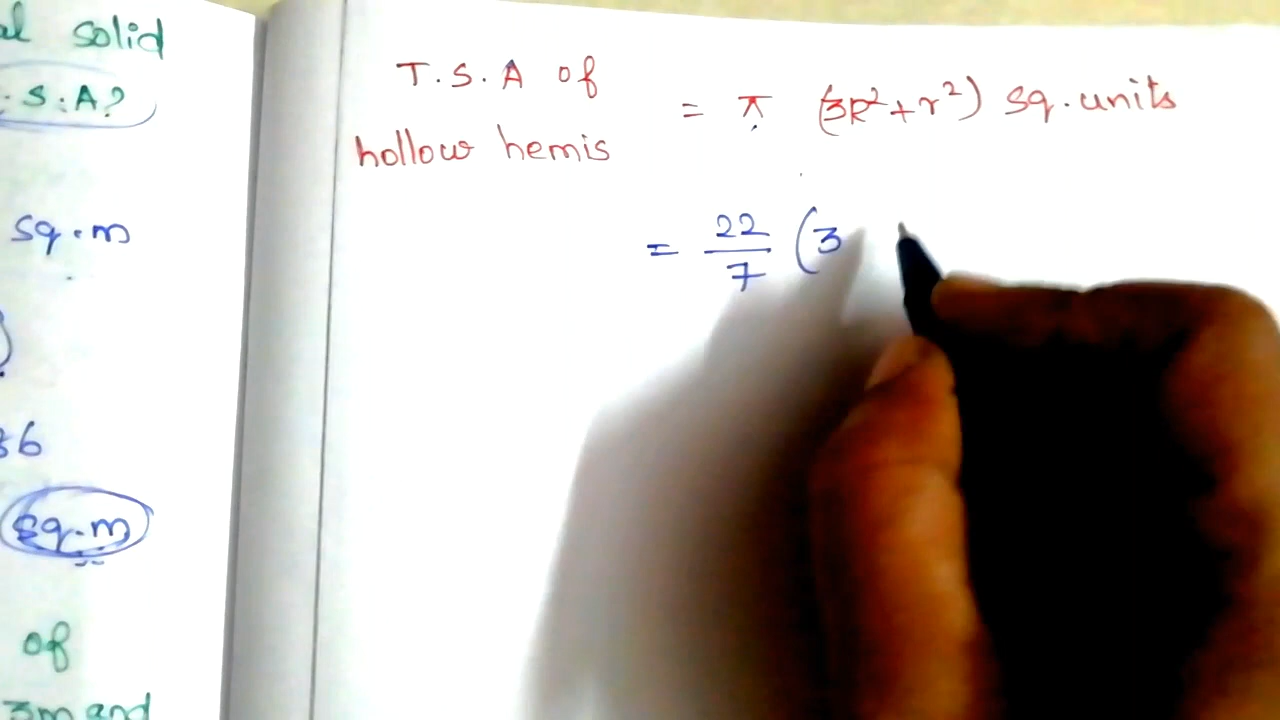 al solid
.S.A?
sq.m
36
sq.m
of
3m and
T.S.A of
hollow hemis
= π (3R²+r²) sq.units
= 22/7 (3